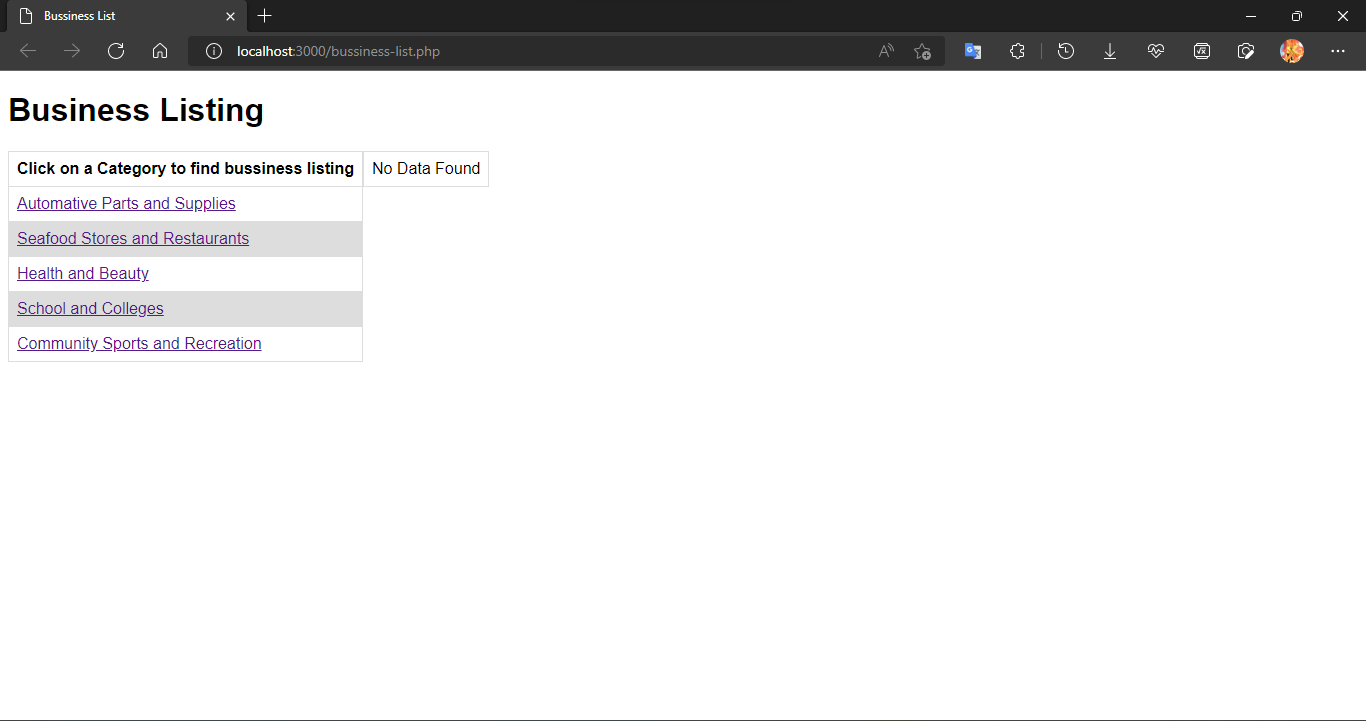 Bussiness List
localhost:3000/bussiness-list.php
Business Listing
Click on a Category to find bussiness listing No Data Found
Automative Parts and Supplies
Seafood Stores and Restaurants
Health and Beauty
School and Colleges
Community Sports and Recreation